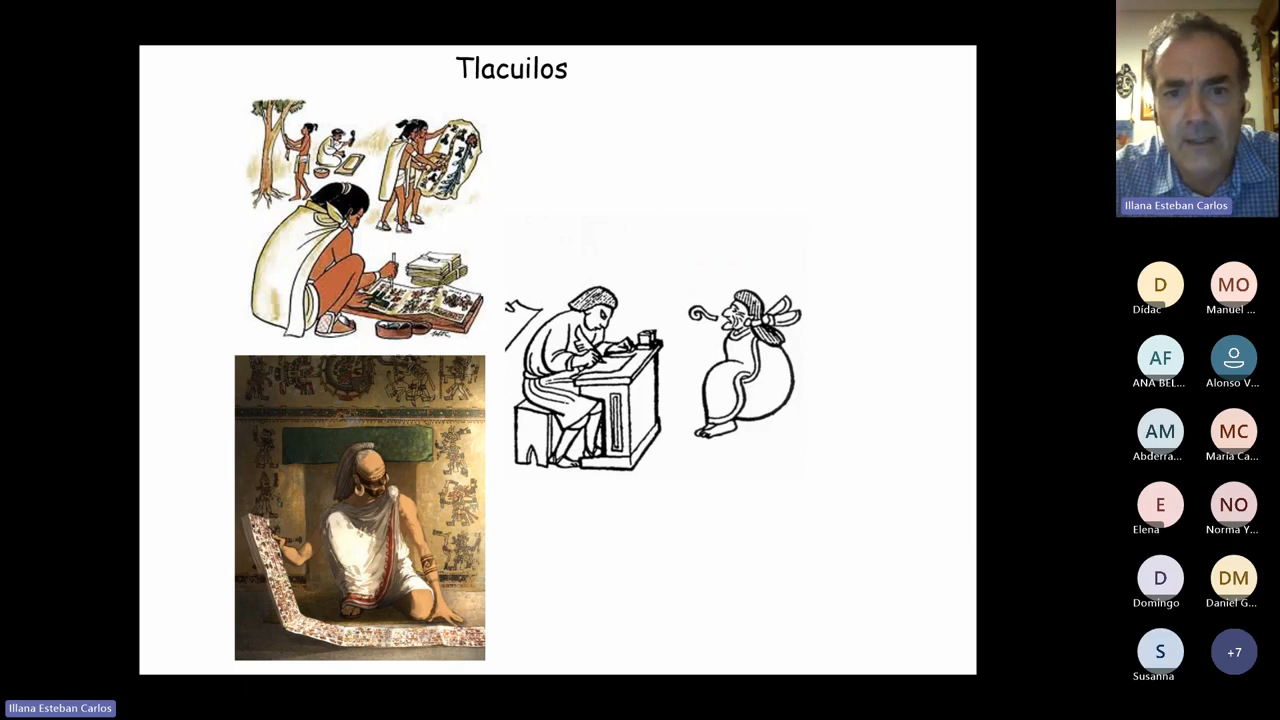 Tlacuilos
Illana Esteban Carlos
D
Dídac
MO
Manuel ...
AF
ANA BEL...
Alonso V...
AM
Abderra...
MC
Maria Ca...
E
Elena
NO
Norma Y...
D
Domingo
DM
Daniel G...
S
Susanna
+7
Illana Esteban Carlos